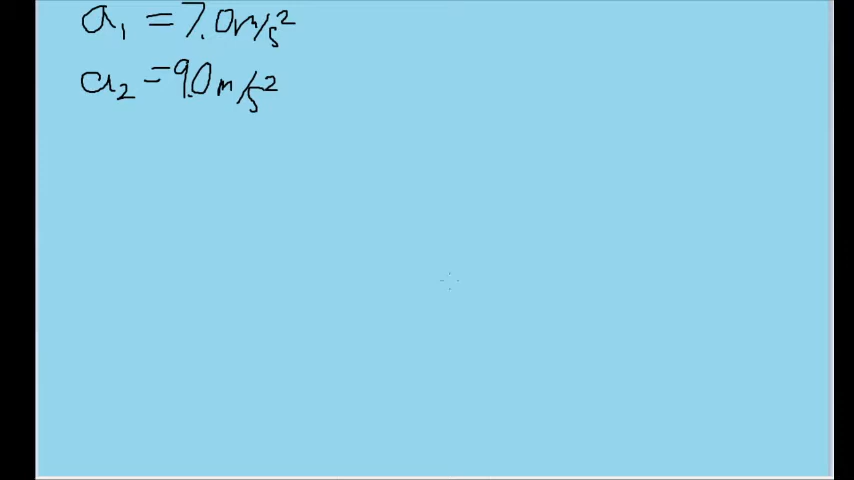 a₁ = 7.0 m/s²
a₂ = 9.0 m/s²